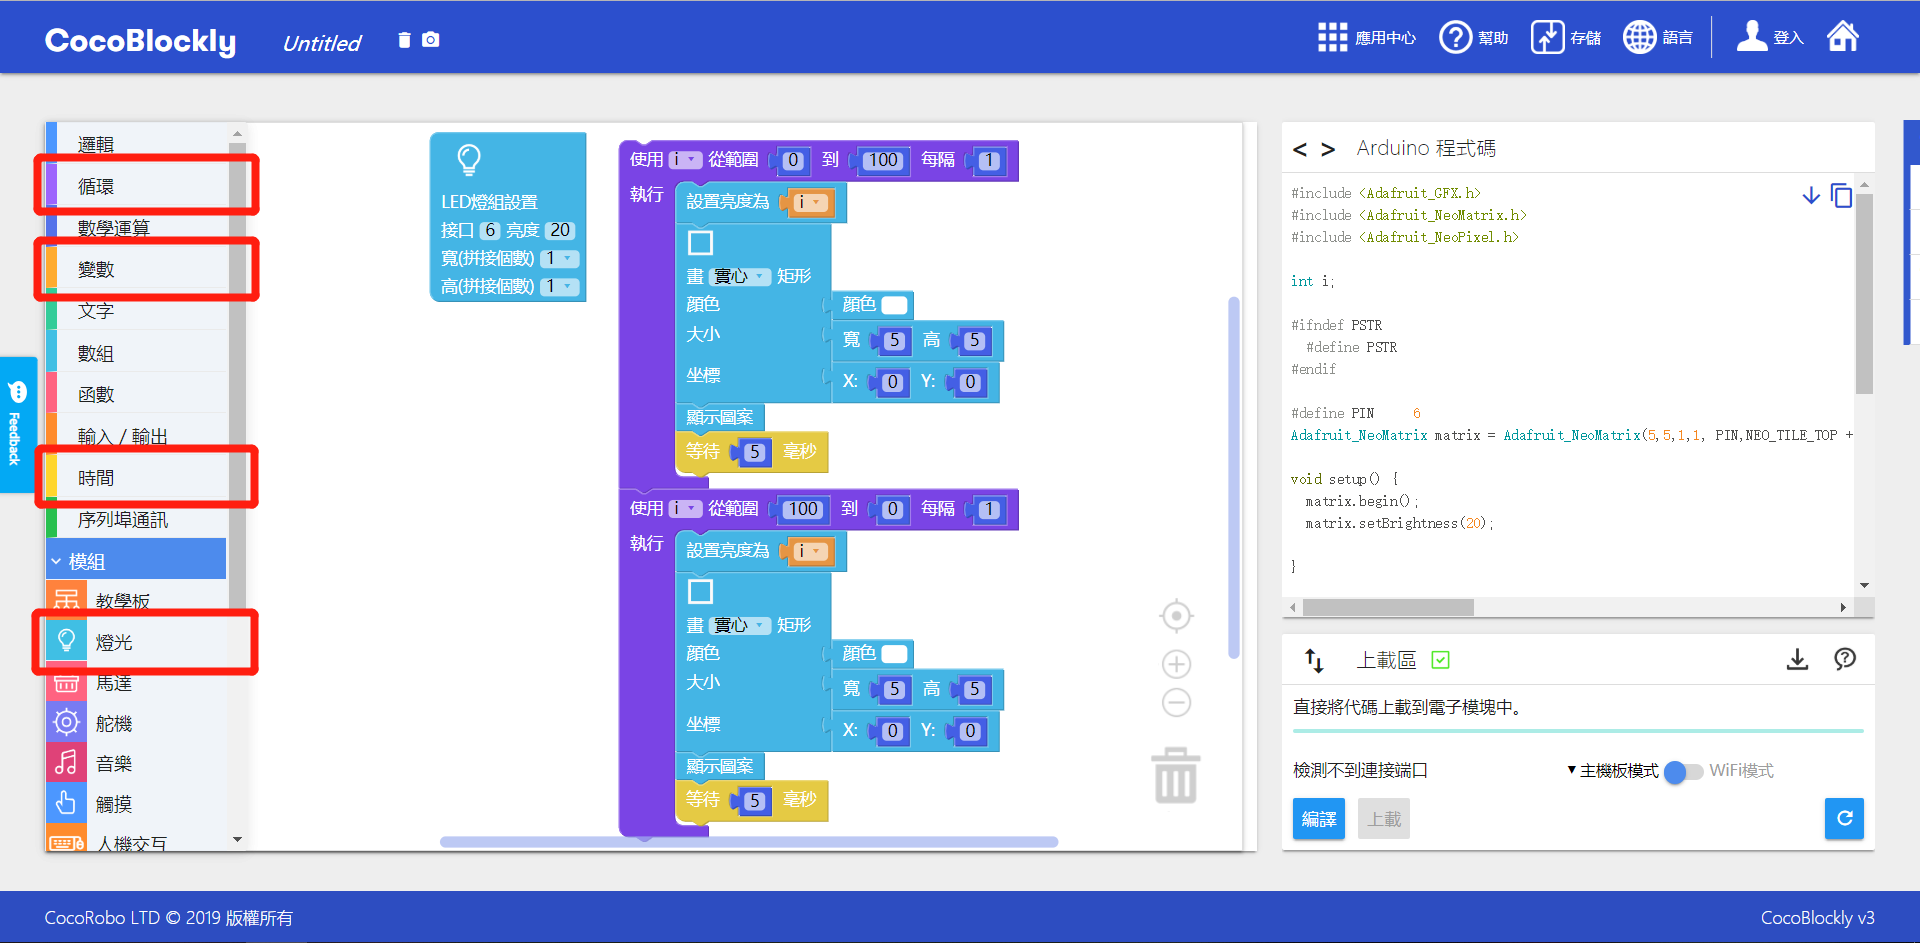 CocoBlockly
Untitled
應用中心
幫助
存儲
語言
登入
邏輯
循環
數學運算
變數
文字
數組
函數
輸入 / 輸出
時間
序列埠通訊
模組
教學板
燈光
馬達
舵機
音樂
觸摸
人機交互
Feedback
LED燈組設置
接口 6 亮度 20
寬(拼接個數) 1
高(拼接個數) 1
使用 i 從範圍 0 到 100 每隔 1
執行 設置亮度為 i
畫 實心 矩形
顏色 顏色
大小 寬 5 高 5
坐標 X: 0 Y: 0
顯示圖案
等待 5 毫秒
使用 i 從範圍 100 到 0 每隔 1
執行 設置亮度為 i
畫 實心 矩形
顏色 顏色
大小 寬 5 高 5
坐標 X: 0 Y: 0
顯示圖案
等待 5 毫秒
< > Arduino 程式碼
#include <Adafruit_GFX.h>
#include <Adafruit_NeoMatrix.h>
#include <Adafruit_NeoPixel.h>
int i;
#ifndef PSTR
#define PSTR
#endif
#define PIN 6
Adafruit_NeoMatrix matrix = Adafruit_NeoMatrix(5,5,1,1, PIN,NEO_TILE_TOP +
void setup() {
matrix.begin();
matrix.setBrightness(20);
}
上載區
直接將代碼上載到電子模塊中。
檢測不到連接端口
▾ 主機板模式 WiFi模式
編譯
上載
CocoRobo LTD © 2019 版權所有
CocoBlockly v3